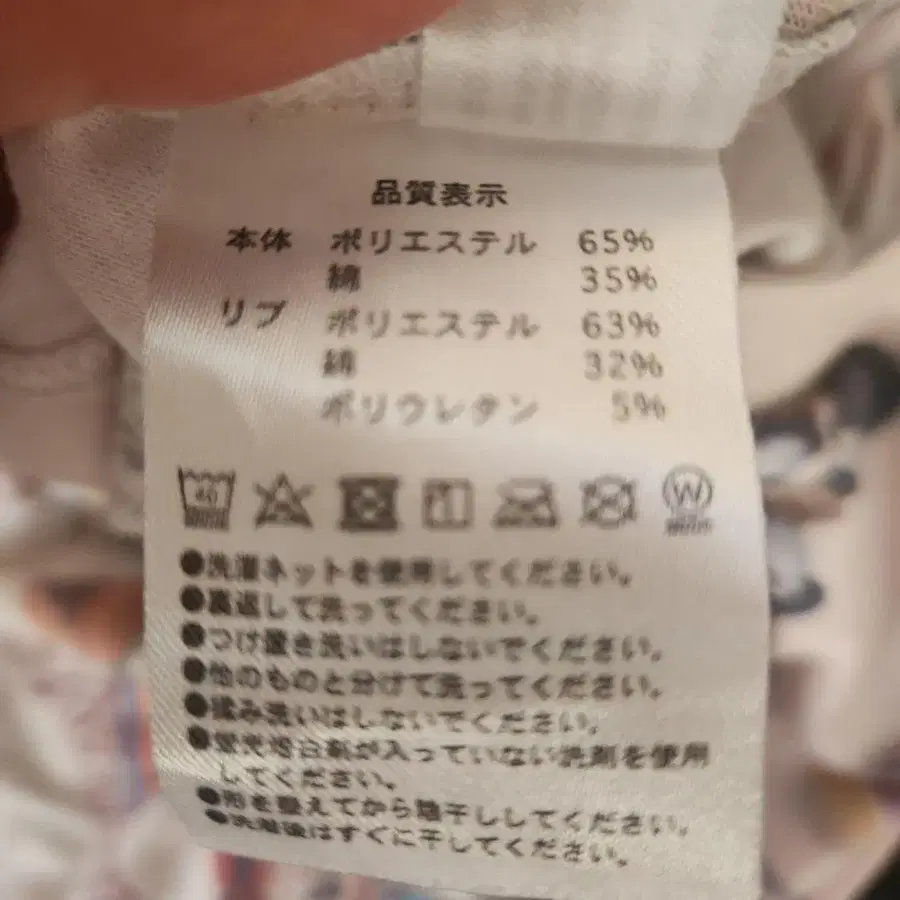 品質表示
本体 ポリエステル 65%
綿 35%
リブ ポリエステル 63%
綿 32%
ポリウレタン 5%
40
W
●洗濯ネットを使用してください。
●裏返して洗ってください。
●つけ置き洗いはしないでください。
●他のものと分けて洗ってください。
●揉み洗いはしないでください。
●蛍光増白剤が入っていない洗剤を使用
してください。
●形を整えてから陰干ししてください。
●洗濯後はすぐに干してください。